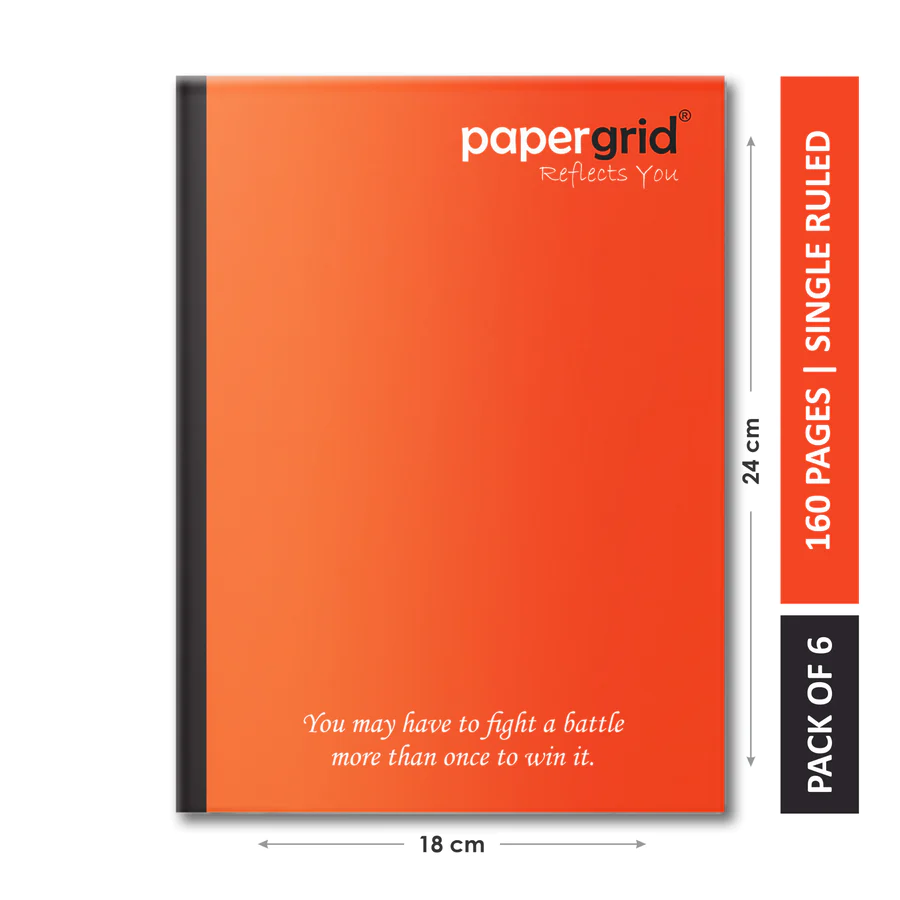 papergrid®
Reflects You
You may have to fight a battle
more than once to win it.
18 cm
24 cm
160 PAGES | SINGLE RULED
PACK OF 6